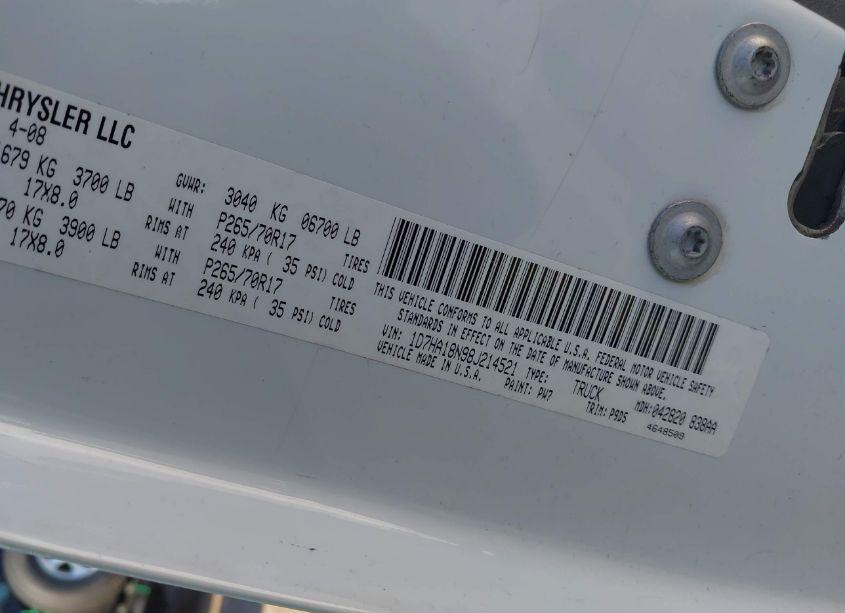 HRYSLER LLC
4-08
679 KG 3700 LB
17X8.0
70 KG 3900 LB
17X8.0
GVWR: 3040 KG 06700 LB
WITH P265/70R17 TIRES
RIMS AT 240 KPA ( 35 PSI) COLD
WITH P265/70R17 TIRES
RIMS AT 240 KPA ( 35 PSI) COLD
THIS VEHICLE CONFORMS TO ALL APPLICABLE U.S.A. FEDERAL MOTOR VEHICLE SAFETY
STANDARDS IN EFFECT ON THE DATE OF MANUFACTURE SHOWN ABOVE.
VIN: 1D7HA18N98J214521 TYPE: TRUCK MDH:042820 838AA
VEHICLE MADE IN U.S.A. PAINT: PW7 TRIM: P9D5 4648509